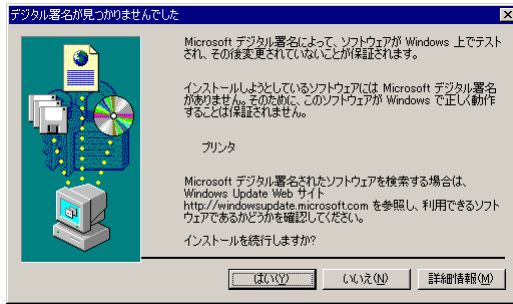 デジタル署名が見つかりませんでした
Microsoft デジタル署名によって、ソフトウェアが Windows 上でテスト
され、その後変更されていないことが保証されます。
インストールしようとしているソフトウェアには Microsoft デジタル署名
がありません。そのために、このソフトウェアが Windows で正しく動作
することは保証されません。
プリンタ
Microsoft デジタル署名されたソフトウェアを検索する場合は、
Windows Update Web サイト
http://windowsupdate.microsoft.com を参照し、利用できるソフト
ウェアであるかどうかを確認してください。
インストールを続行しますか?
はい(Y) いいえ(N) 詳細情報(M)